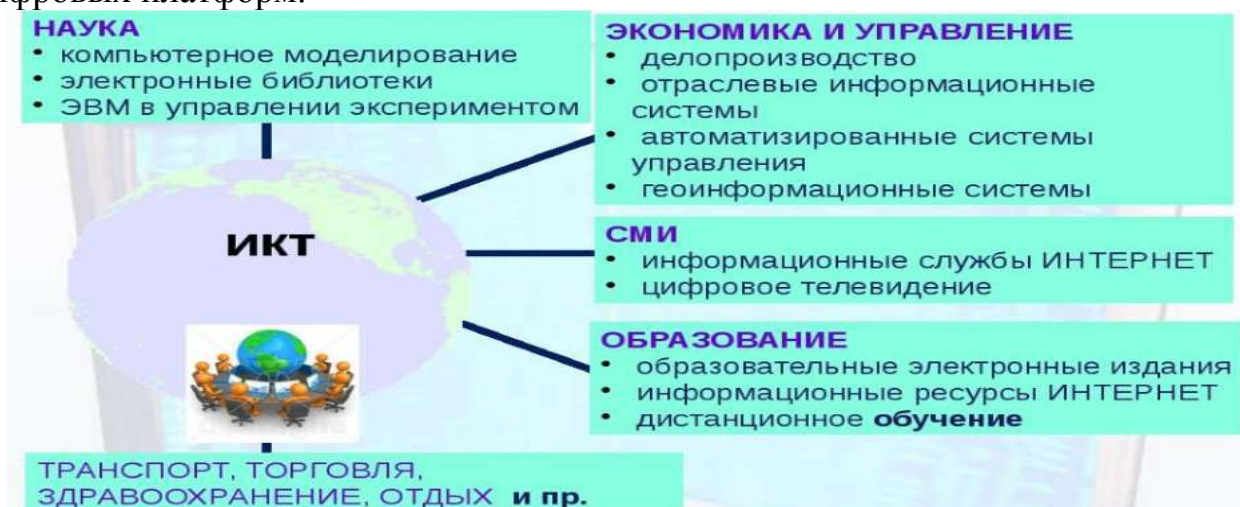 цифровых платформ.
НАУКА
• компьютерное моделирование
• электронные библиотеки
• ЭВМ в управлении экспериментом
ЭКОНОМИКА И УПРАВЛЕНИЕ
• делопроизводство
• отраслевые информационные
системы
• автоматизированные системы
управления
• геоинформационные системы
ИКТ
СМИ
• информационные службы ИНТЕРНЕТ
• цифровое телевидение
ОБРАЗОВАНИЕ
• образовательные электронные издания
• информационные ресурсы ИНТЕРНЕТ
• дистанционное обучение
ТРАНСПОРТ, ТОРГОВЛЯ,
ЗДРАВООХРАНЕНИЕ, ОТДЫХ и пр.